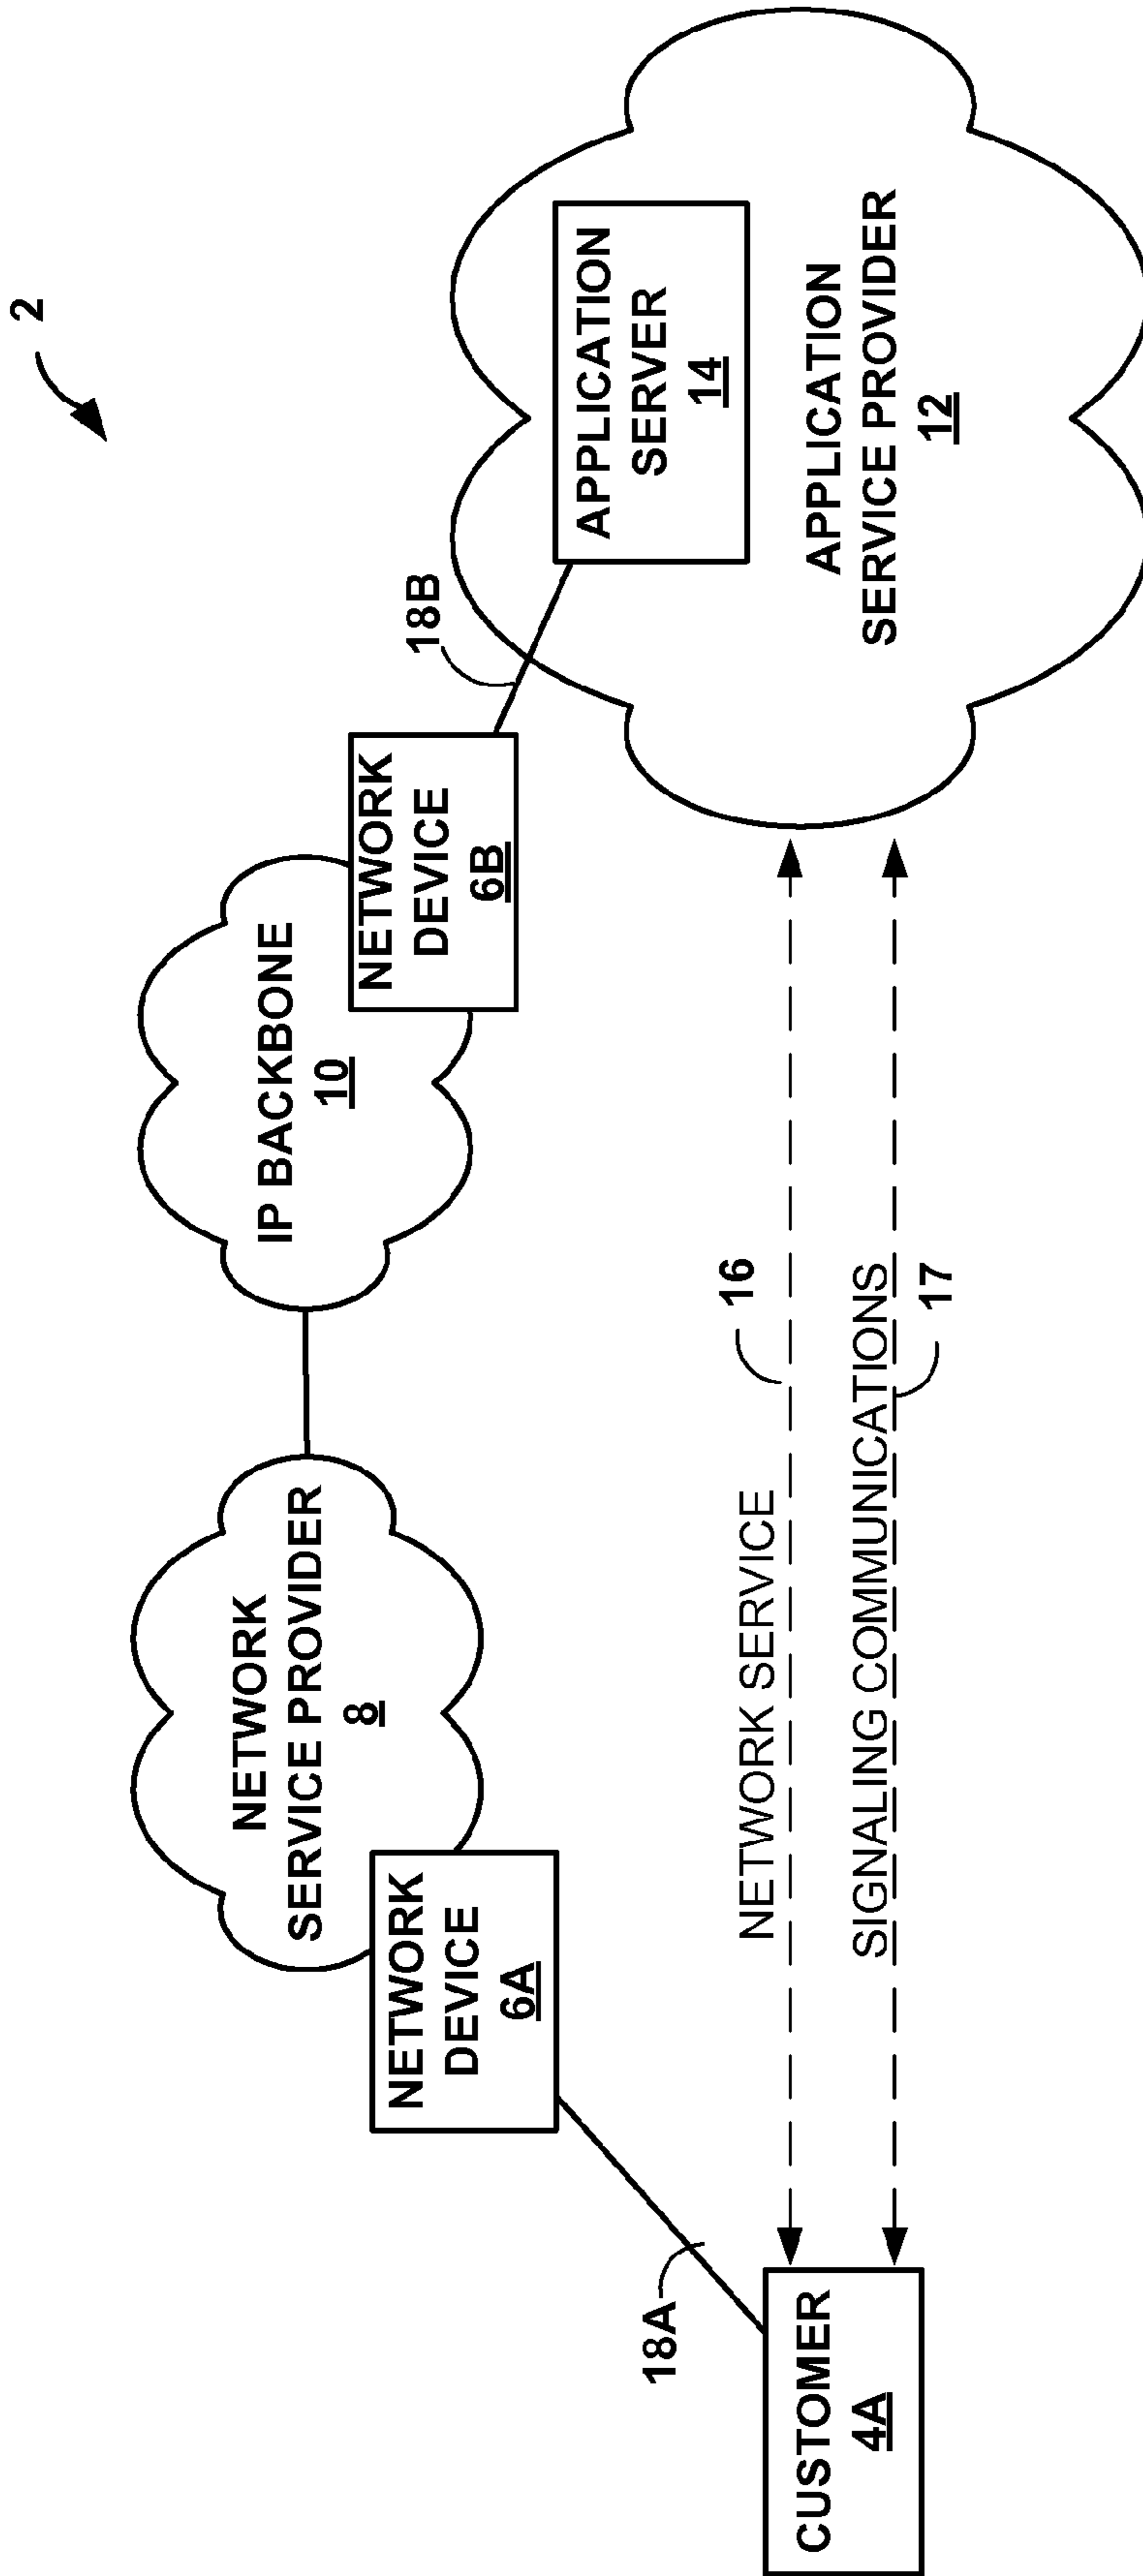 2
NETWORK
SERVICE PROVIDER
8
IP BACKBONE
10
NETWORK
DEVICE
6A
NETWORK
DEVICE
6B
18B
APPLICATION
SERVER
14
APPLICATION
SERVICE PROVIDER
12
18A
CUSTOMER
4A
NETWORK SERVICE
16
SIGNALING COMMUNICATIONS
17